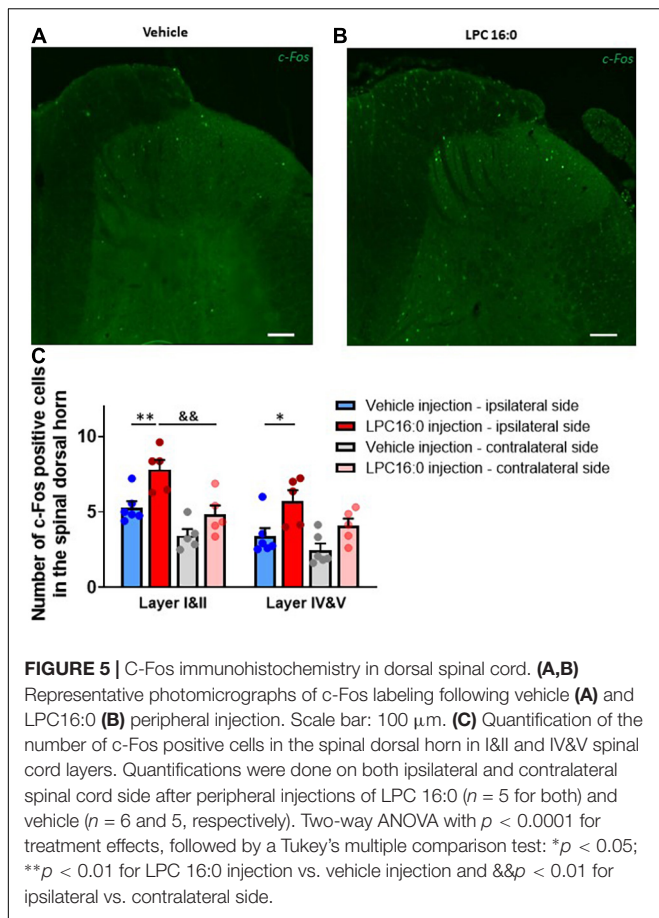 A Vehicle B LPC 16:0
c-Fos c-Fos
C
Number of c-Fos positive cells
in the spinal dorsal horn
10
5
0
** && *
Layer I&II Layer IV&V
Vehicle injection - ipsilateral side
LPC16:0 injection - ipsilateral side
Vehicle injection - contralateral side
LPC16:0 injection - contralateral side
FIGURE 5 | C-Fos immunohistochemistry in dorsal spinal cord. (A,B)
Representative photomicrographs of c-Fos labeling following vehicle (A) and
LPC16:0 (B) peripheral injection. Scale bar: 100 μm. (C) Quantification of the
number of c-Fos positive cells in the spinal dorsal horn in I&II and IV&V spinal
cord layers. Quantifications were done on both ipsilateral and contralateral
spinal cord side after peripheral injections of LPC 16:0 (n = 5 for both) and
vehicle (n = 6 and 5, respectively). Two-way ANOVA with p < 0.0001 for
treatment effects, followed by a Tukey's multiple comparison test: *p < 0.05;
**p < 0.01 for LPC 16:0 injection vs. vehicle injection and &&p < 0.01 for
ipsilateral vs. contralateral side.